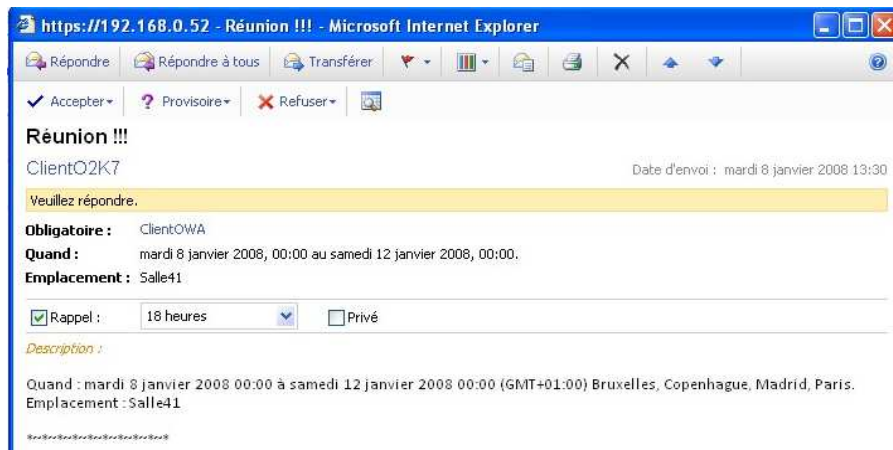 https://192.168.0.52 - Réunion !!! - Microsoft Internet Explorer
Répondre Répondre à tous Transférer
Accepter ? Provisoire Refuser
Réunion !!!
ClientO2K7 Date d'envoi : mardi 8 janvier 2008 13:30
Veuillez répondre.
Obligatoire : ClientOWA
Quand : mardi 8 janvier 2008, 00:00 au samedi 12 janvier 2008, 00:00.
Emplacement : Salle41
Rappel : 18 heures Privé
Description :
Quand : mardi 8 janvier 2008 00:00 à samedi 12 janvier 2008 00:00 (GMT+01:00) Bruxelles, Copenhague, Madrid, Paris.
Emplacement : Salle41
*~*~*~*~*~*~*~*~*~*